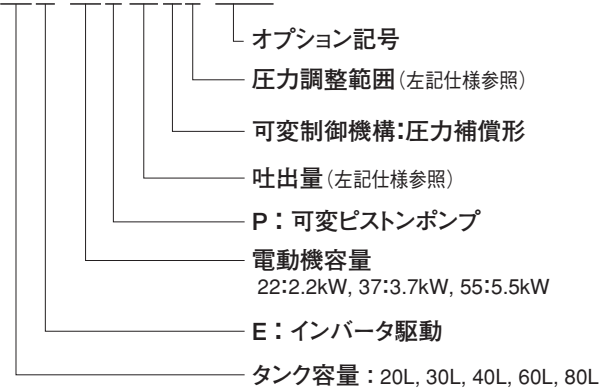 オプション記号
圧力調整範囲（左記仕様参照）
可変制御機構：圧力補償形
吐出量（左記仕様参照）
P：可変ピストンポンプ
電動機容量
22：2.2kW, 37：3.7kW, 55：5.5kW
E：インバータ駆動
タンク容量：20L, 30L, 40L, 60L, 80L